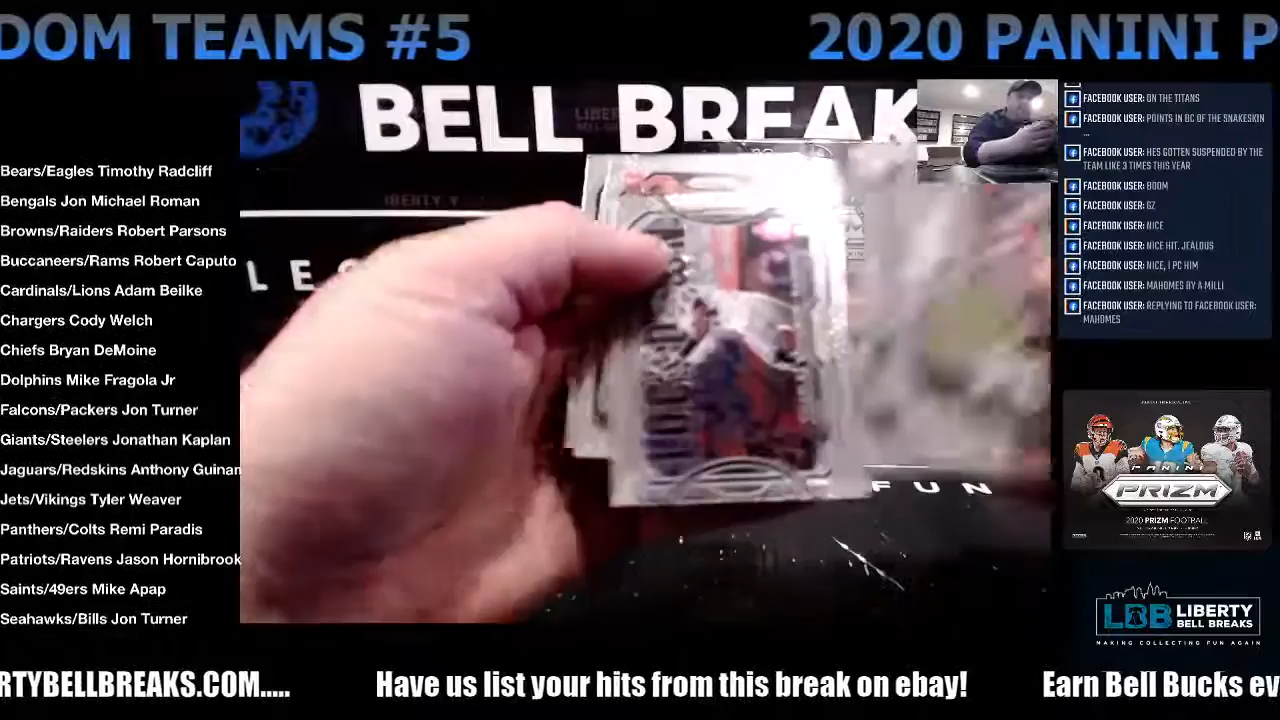 DOM TEAMS #5
2020 PANINI P
BELL BREAK
LIBER
Bears/Eagles Timothy Radcliff
Bengals Jon Michael Roman
Browns/Raiders Robert Parsons
Buccaneers/Rams Robert Caputo
Cardinals/Lions Adam Beilke
Chargers Cody Welch
Chiefs Bryan DeMoine
Dolphins Mike Fragola Jr
Falcons/Packers Jon Turner
Giants/Steelers Jonathan Kaplan
Jaguars/Redskins Anthony Guinan
Jets/Vikings Tyler Weaver
Panthers/Colts Remi Paradis
Patriots/Ravens Jason Hornibrook
Saints/49ers Mike Apap
Seahawks/Bills Jon Turner
LES
FUN
FACEBOOK USER: ON THE TITANS
FACEBOOK USER: POINTS IN BC OF THE SNAKESKIN
...
FACEBOOK USER: HES GOTTEN SUSPENDED BY THE
TEAM LIKE 3 TIMES THIS YEAR
FACEBOOK USER: BOOM
FACEBOOK USER: GZ
FACEBOOK USER: NICE
FACEBOOK USER: NICE HIT. JEALOUS
FACEBOOK USER: NICE, I PC HIM
FACEBOOK USER: MAHOMES BY A MILLI
FACEBOOK USER: REPLYING TO FACEBOOK USER:
MAHOMES
PANINI
PRIZM
2020 PRIZM FOOTBALL
LBB LIBERTY
BELL BREAKS
MAKING COLLECTING FUN AGAIN
RTYBELLBREAKS.COM.....
Have us list your hits from this break on ebay!
Earn Bell Bucks ev